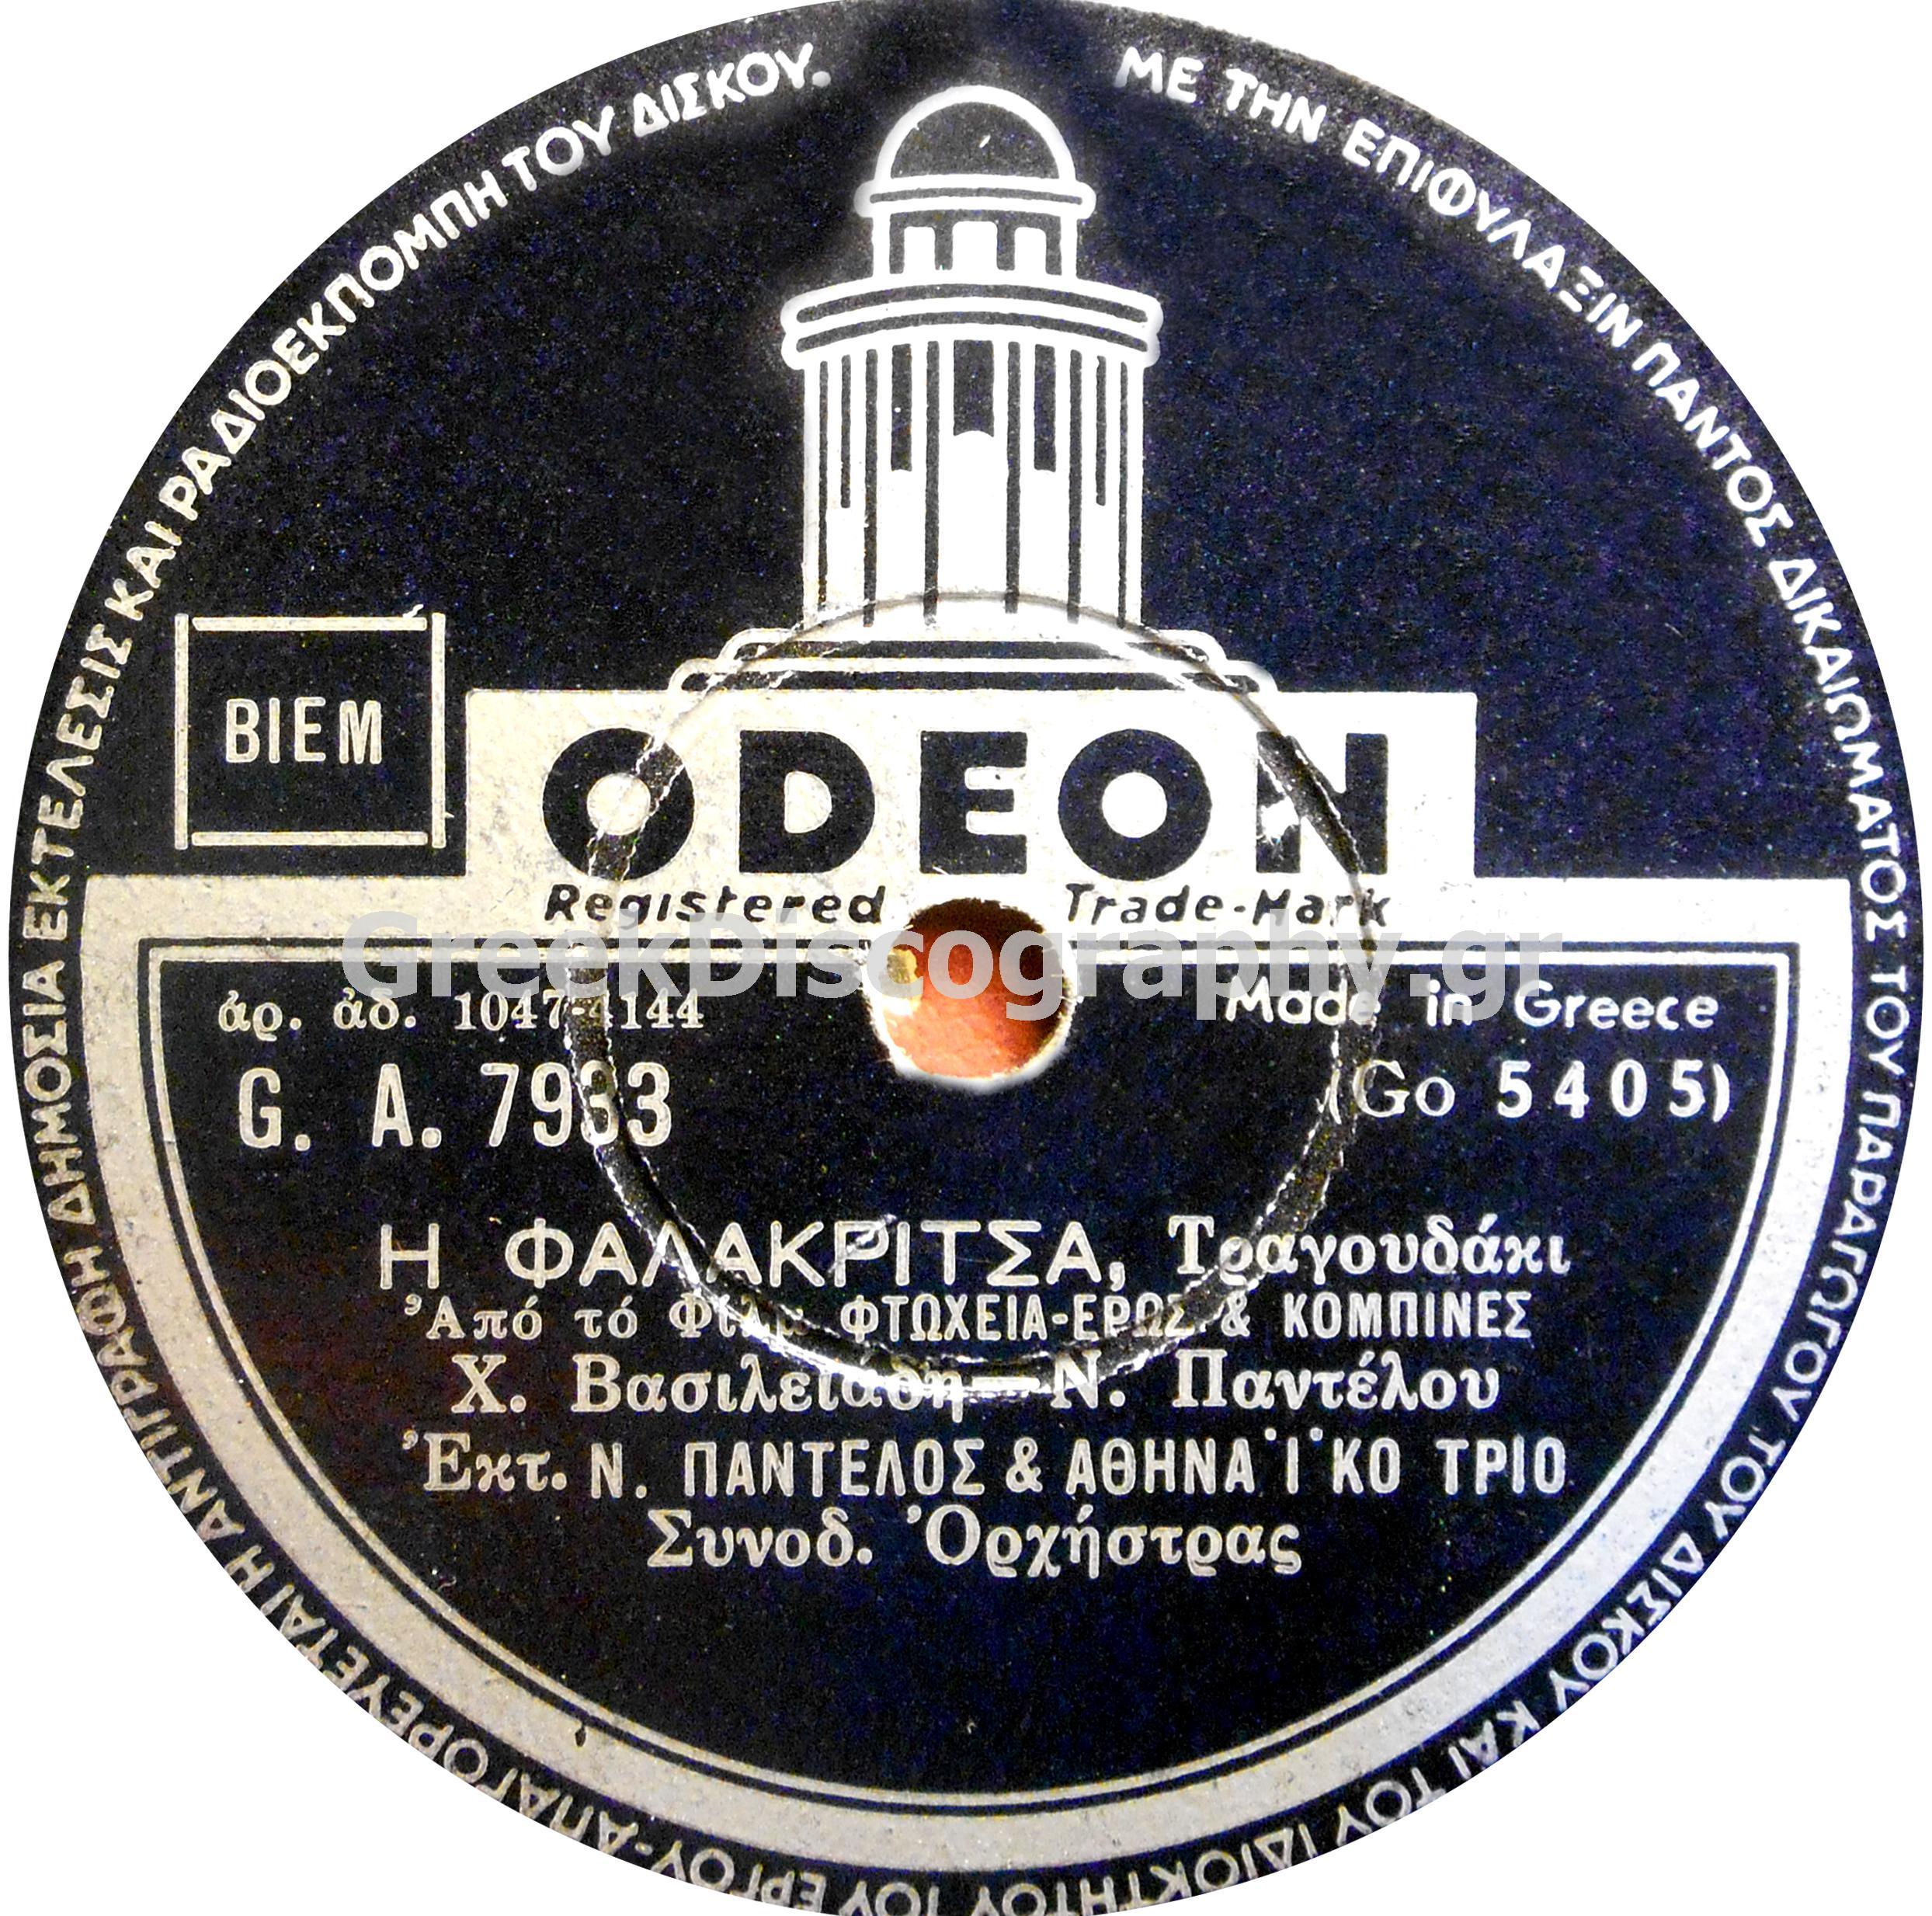 ΜΕ ΤΗΝ ΕΠΙΦΥΛΑΞΙΝ ΠΑΝΤΟΣ ΔΙΚΑΙΩΜΑΤΟΣ ΤΟΥ ΠΑΡΑΓΩΓΟΥ ΤΟΥ ΔΙΣΚΟΥ ΚΑΙ ΤΟΥ ΙΔΙΟΚΤΗΤΟΥ ΤΟΥ ΕΡΓΟΥ-ΑΠΑΓΟΡΕΥΕΤΑΙ Η ΑΝΤΙΓΡΑΦΗ ΔΗΜΟΣΙΑ ΕΚΤΕΛΕΣΙΣ ΚΑΙ ΡΑΔΙΟΕΚΠΟΜΠΗ ΤΟΥ ΔΙΣΚΟΥ.
BIEM
ODEON
Registered Trade-Mark
GreekDiscography.gr
ἀρ. ἀδ. 1047-4144 Made in Greece
G. A. 7933 (Go 5405)
Η ΦΑΛΑΚΡΙΤΣΑ, Τραγουδάκι
Ἀπό τό Φιλμ ΦΤΩΧΕΙΑ-ΕΡΩΣ & ΚΟΜΠΙΝΕΣ
Χ. Βασιλειάδη — Ν. Παντέλου
Ἐκτ. Ν. ΠΑΝΤΕΛΟΣ & ΑΘΗΝΑΪΚΟ ΤΡΙΟ
Συνοδ. Ὀρχήστρας